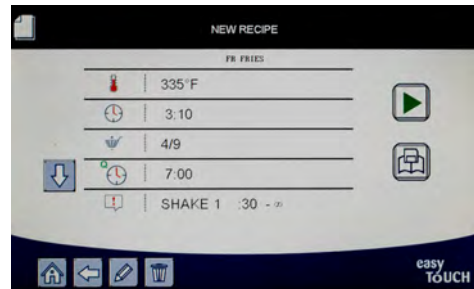 NEW RECIPE
FR FRIES
335°F
3:10
4/9
Q
7:00
SHAKE 1 :30 - ∞
easy
TOUCH